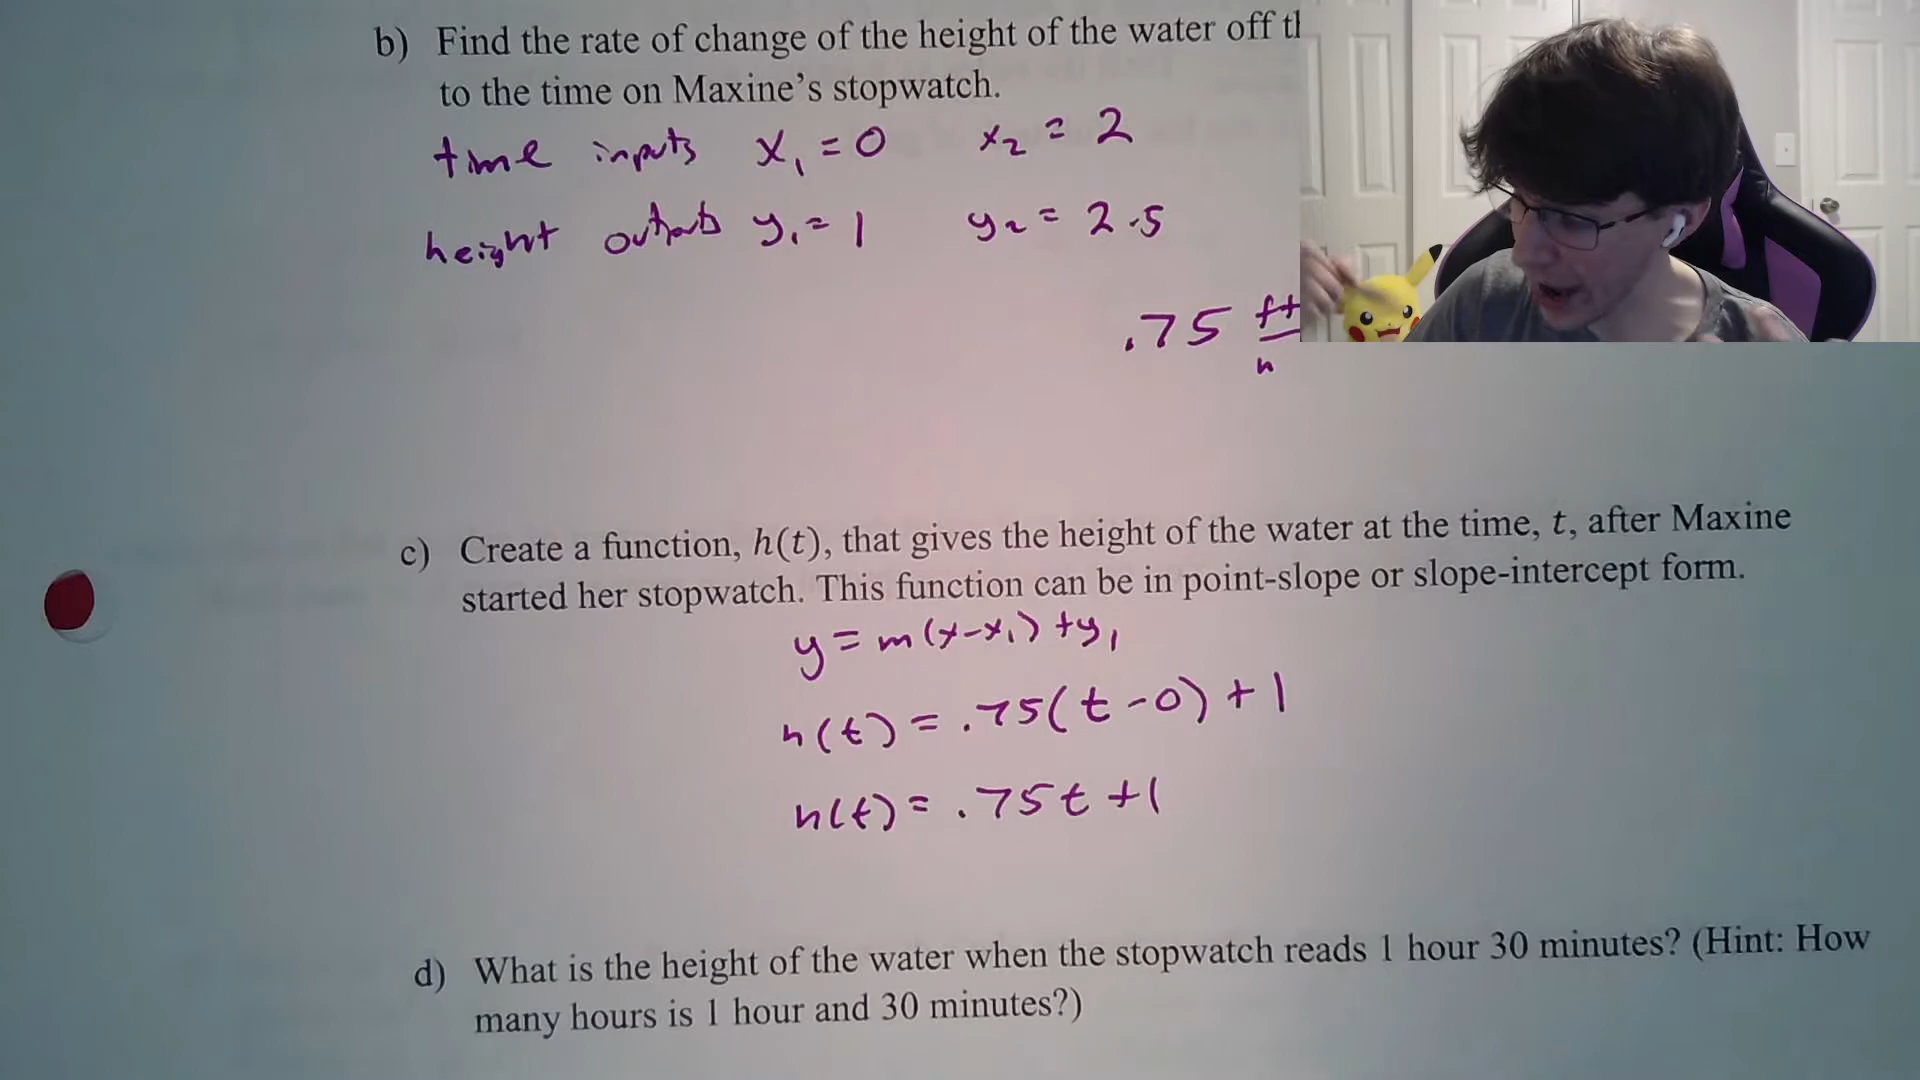 b) Find the rate of change of the height of the water off tl
to the time on Maxine's stopwatch.
time inputs x₁ = 0 x₂ = 2
height outputs y₁ = 1 y₂ = 2.5
.75 ft/h
c) Create a function, h(t), that gives the height of the water at the time, t, after Maxine
started her stopwatch. This function can be in point-slope or slope-intercept form.
y = m(x-x₁) + y₁
h(t) = .75(t-0) + 1
h(t) = .75t + 1
d) What is the height of the water when the stopwatch reads 1 hour 30 minutes? (Hint: How
many hours is 1 hour and 30 minutes?)